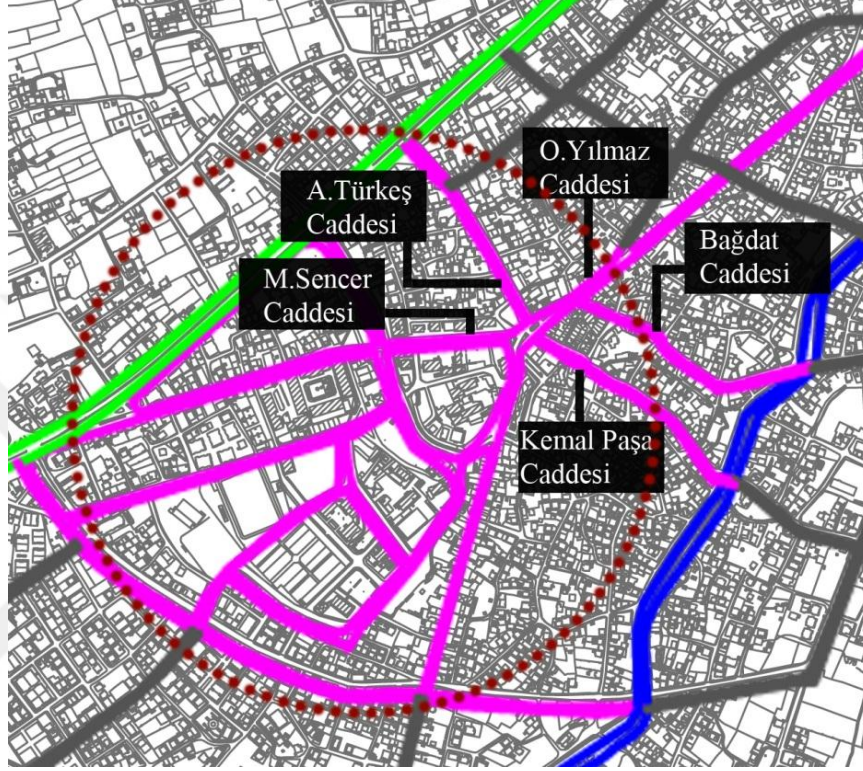 O.Yılmaz
Caddesi
A.Türkeş
Caddesi
Bağdat
Caddesi
M.Sencer
Caddesi
Kemal Paşa
Caddesi